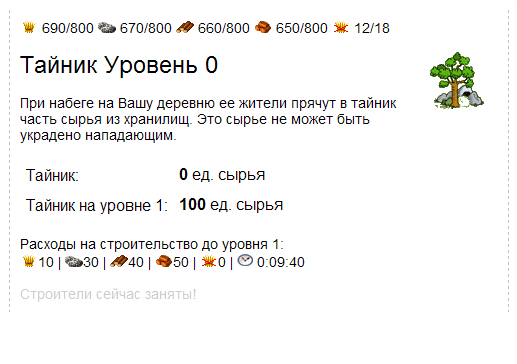 690/800 670/800 660/800 650/800 12/18
Тайник Уровень 0
При набеге на Вашу деревню ее жители прячут в тайник
часть сырья из хранилищ. Это сырье не может быть
украдено нападающим.
Тайник: 0 ед. сырья
Тайник на уровне 1: 100 ед. сырья
Расходы на строительство до уровня 1:
10 | 30 | 40 | 50 | 0 | 0:09:40
Строители сейчас заняты!